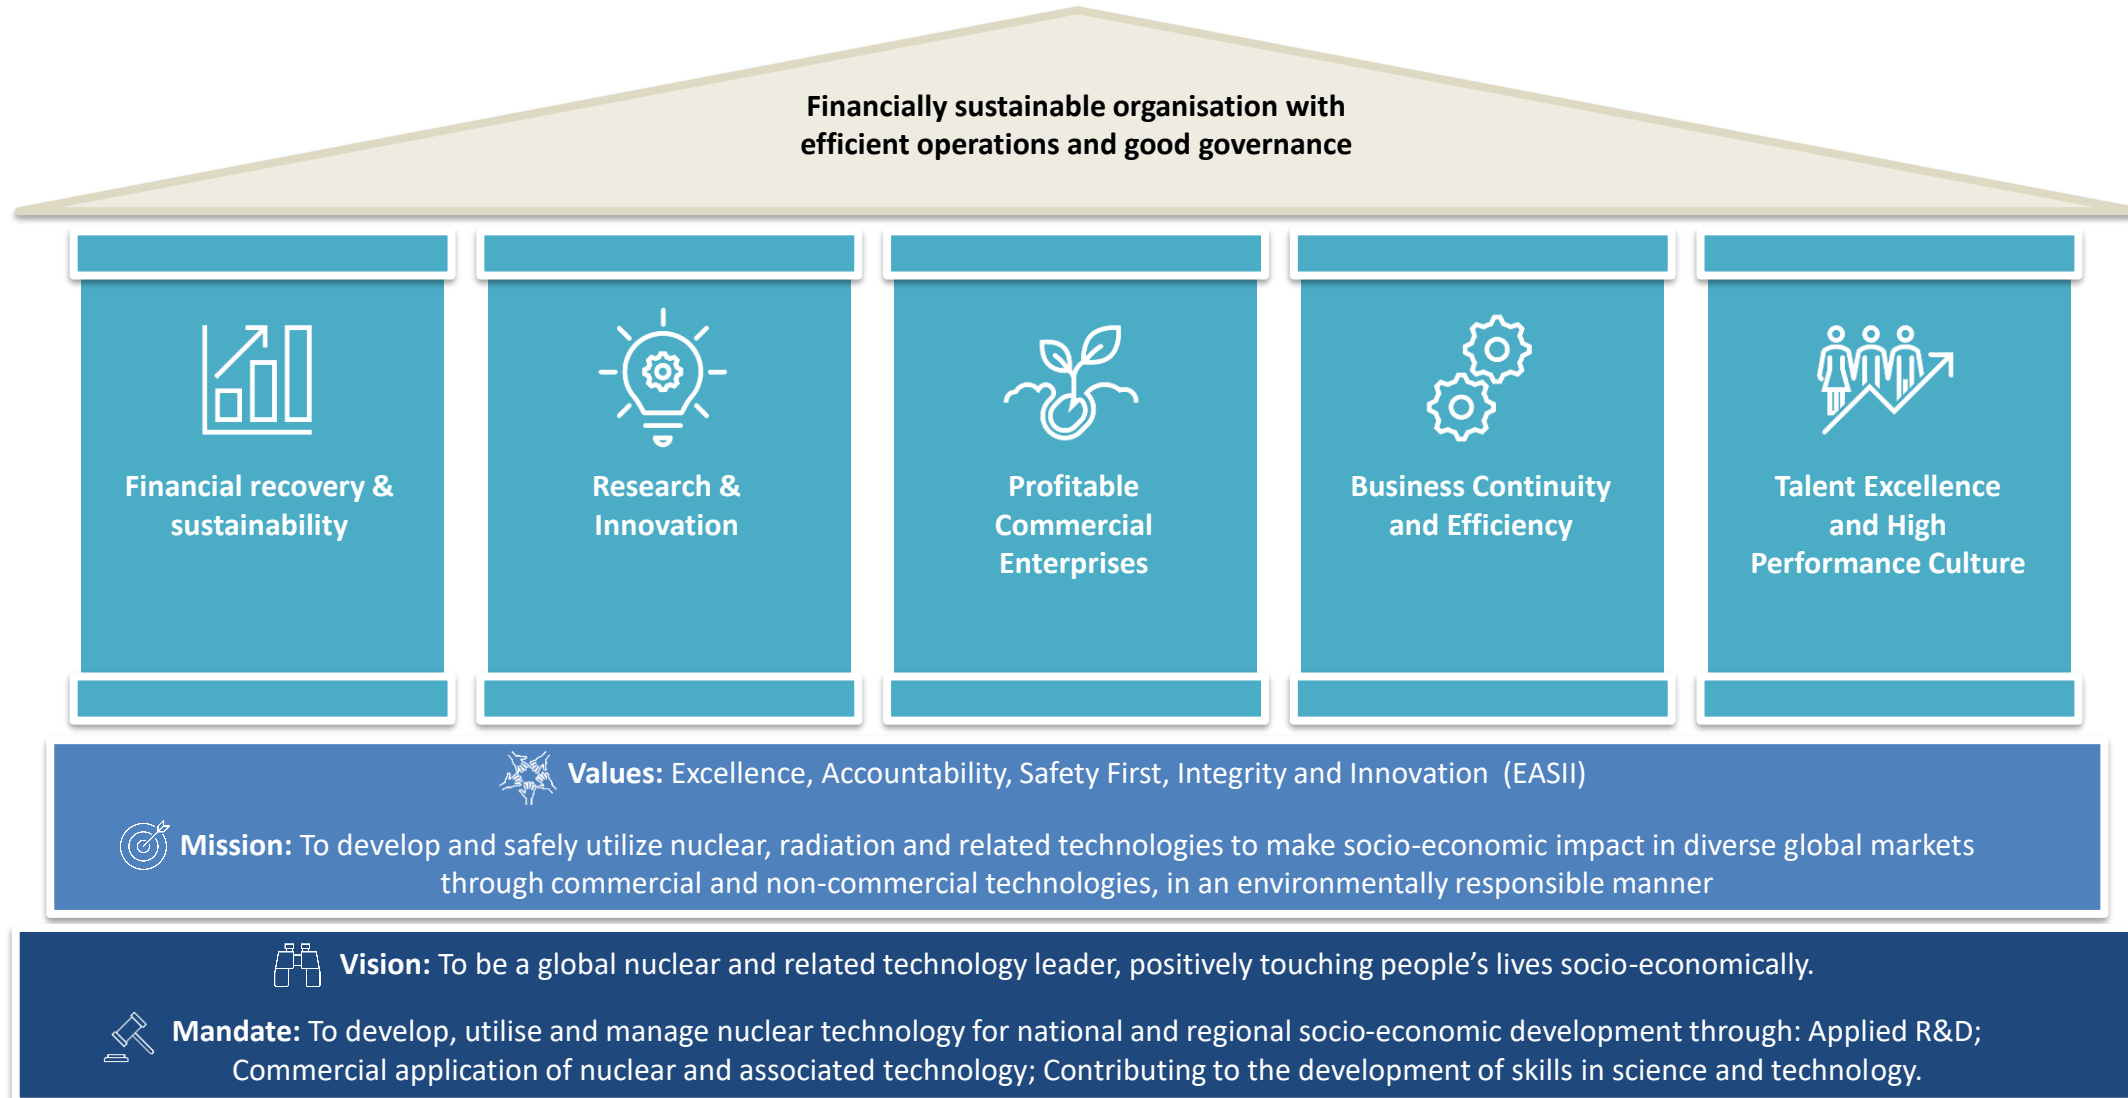 Financially sustainable organisation with
efficient operations and good governance
Financial recovery &
sustainability
Research &
Innovation
Profitable
Commercial
Enterprises
Business Continuity
and Efficiency
Talent Excellence
and High
Performance Culture
Values: Excellence, Accountability, Safety First, Integrity and Innovation (EASII)
Mission: To develop and safely utilize nuclear, radiation and related technologies to make socio-economic impact in diverse global markets
through commercial and non-commercial technologies, in an environmentally responsible manner
Vision: To be a global nuclear and related technology leader, positively touching people's lives socio-economically.
Mandate: To develop, utilise and manage nuclear technology for national and regional socio-economic development through: Applied R&D;
Commercial application of nuclear and associated technology; Contributing to the development of skills in science and technology.